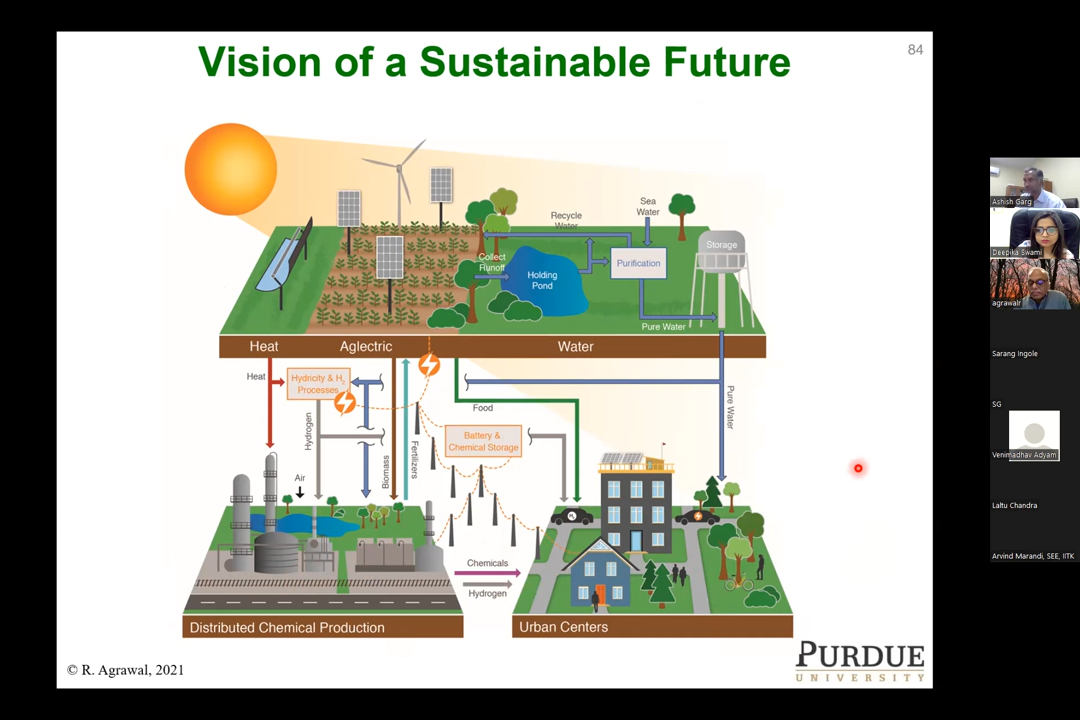 Vision of a Sustainable Future
84
Recycle
Water
Sea
Water
Storage
Collect
Runoff
Holding
Pond
Purification
Pure Water
Heat
Aglectric
Water
Heat
Hydricity & H2
Processes
Food
Pure Water
Hydrogen
Battery &
Chemical Storage
Biomass
Fertilizers
Air
Chemicals
Hydrogen
Distributed Chemical Production
Urban Centers
© R. Agrawal, 2021
PURDUE
UNIVERSITY
Ashish Garg
Deepika Swami
agrawalr
Sarang Ingole
SG
Venimadhav Adyam
Laltu Chandra
Arvind Marandi, SEE, IITK